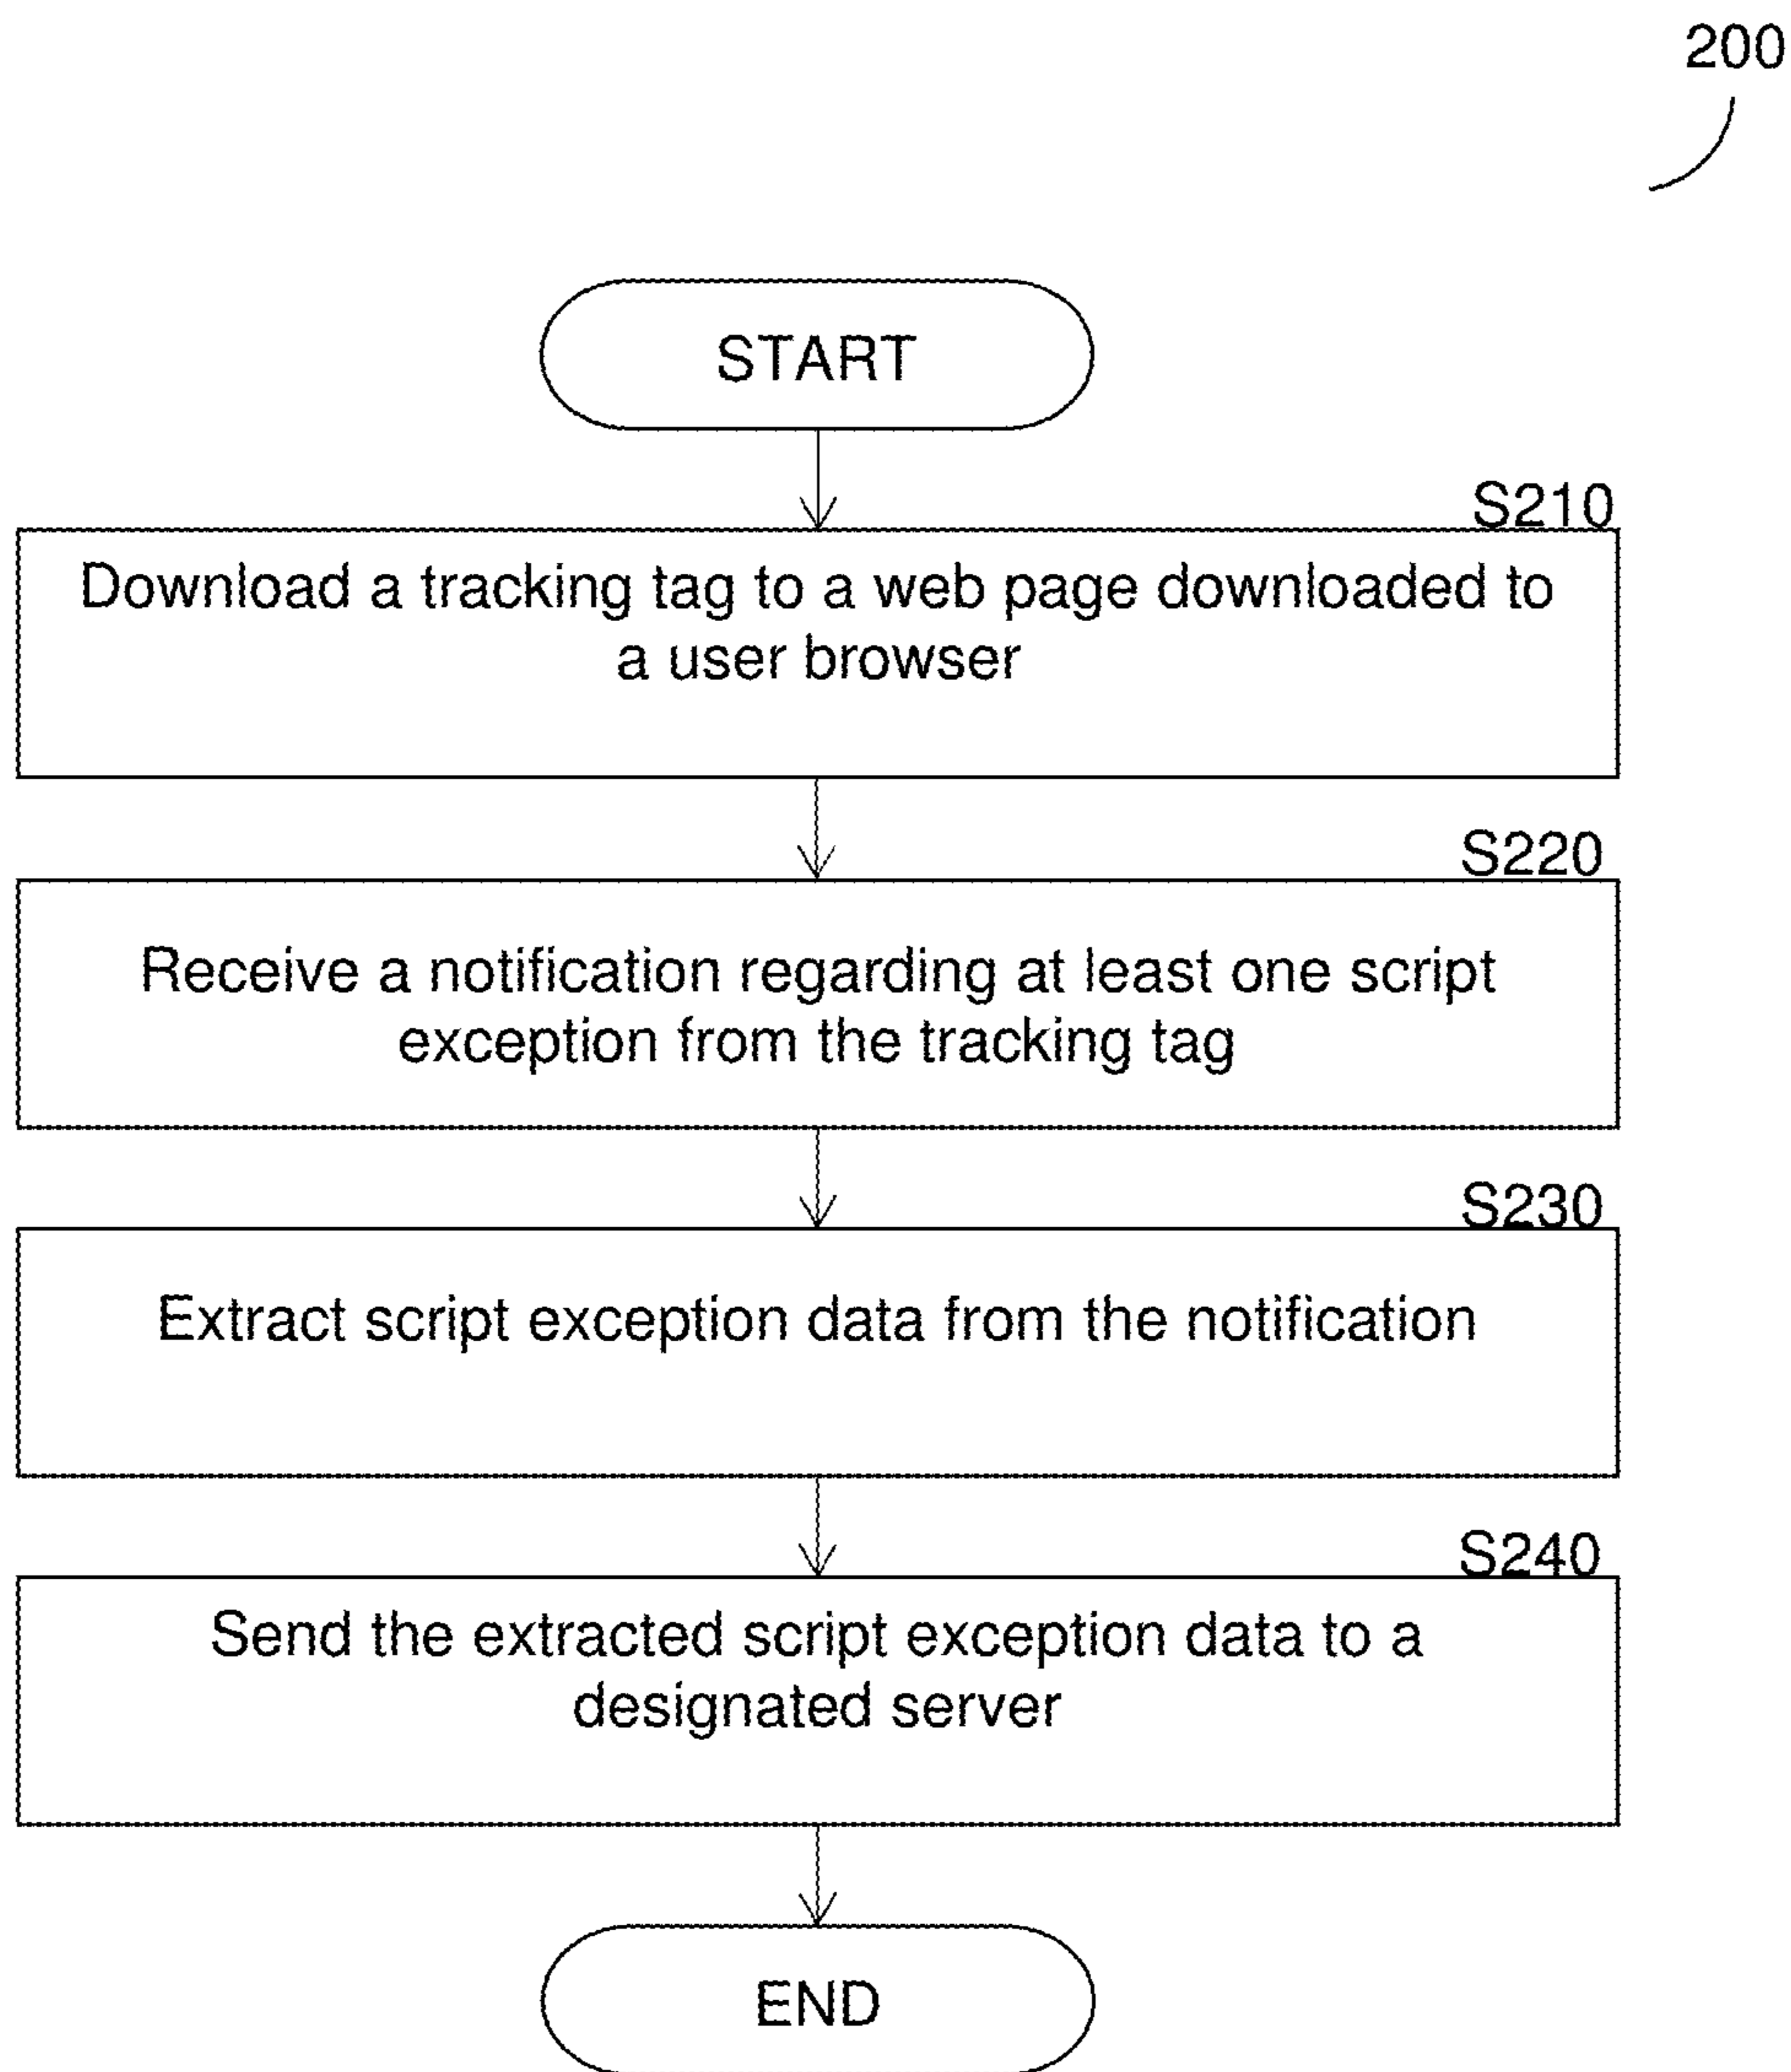 200
START
S210
Download a tracking tag to a web page downloaded to
a user browser
S220
Receive a notification regarding at least one script
exception from the tracking tag
S230
Extract script exception data from the notification
S240
Send the extracted script exception data to a
designated server
END